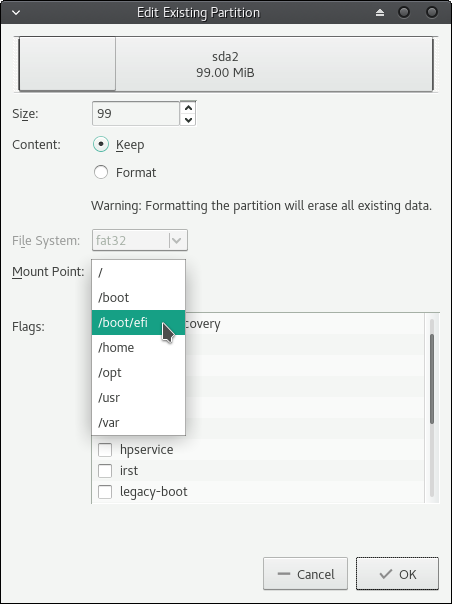 Edit Existing Partition
sda2
99.00 MiB
Size: 99
Content: Keep
Format
Warning: Formatting the partition will erase all existing data.
File System: fat32
Mount Point:
/
/boot
/boot/efi
/home
/opt
/usr
/var
Flags:
hpservice
irst
legacy-boot
Cancel
OK